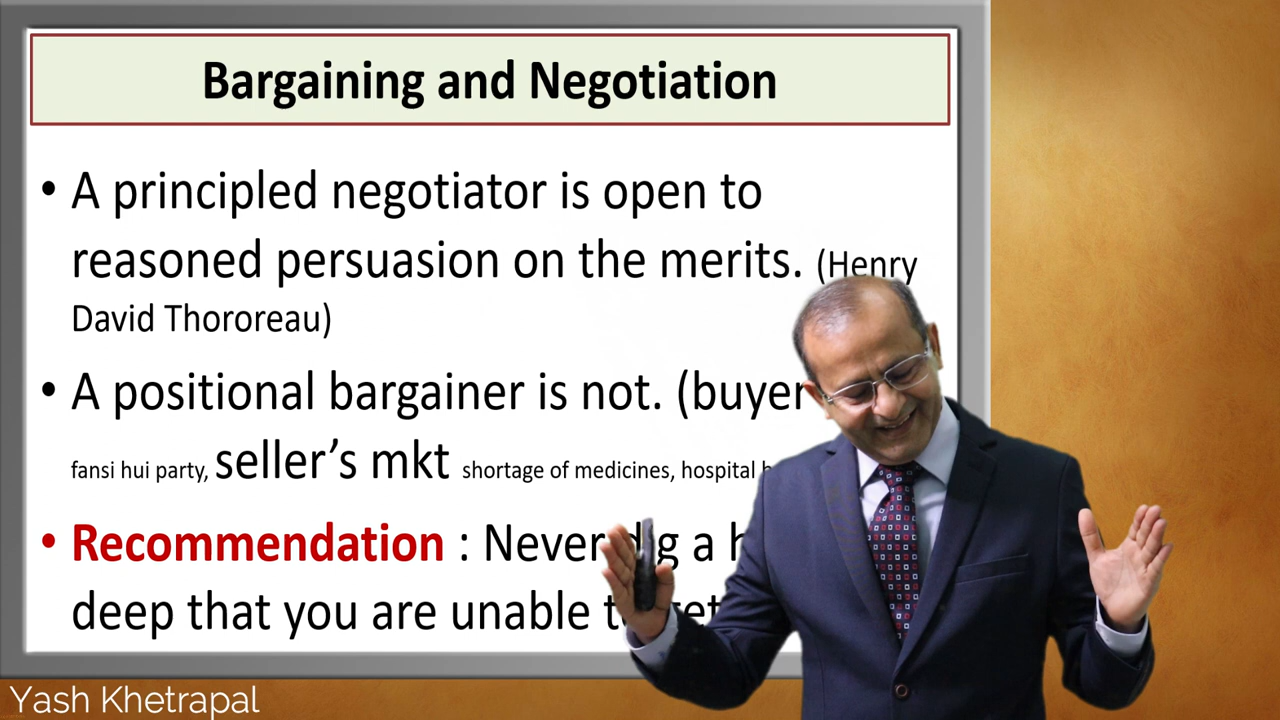 Bargaining and Negotiation
• A principled negotiator is open to
reasoned persuasion on the merits. (Henry
David Thororeau)
• A positional bargainer is not. (buyer
fansi hui party, seller’s mkt shortage of medicines, hospital
• Recommendation : Never dig a
deep that you are unable
Yash Khetrapal